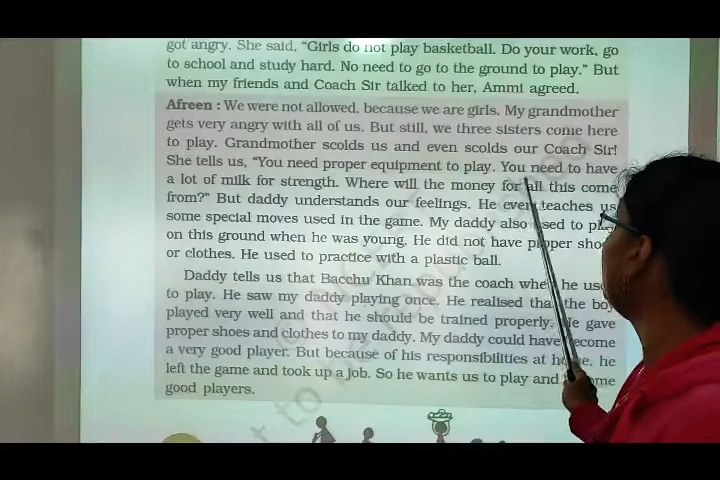 got angry. She said, "Girls do not play basketball. Do your work, go
to school and study hard. No need to go to the ground to play." But
when my friends and Coach Sir talked to her, Ammi agreed.
Afreen : We were not allowed, because we are girls. My grandmother
gets very angry with all of us. But still, we three sisters come here
to play. Grandmother scolds us and even scolds our Coach Sir!
She tells us, "You need proper equipment to play. You need to have
a lot of milk for strength. Where will the money for all this come
from?" But daddy understands our feelings. He even teaches us
some special moves used in the game. My daddy also used to
on this ground when he was young. He did not have proper
or clothes. He used to practice with a plastic ball.
Daddy tells us that Bacchu Khan was the coach when he
to play. He saw my daddy playing once. He realised that the boy
played very well and that he should be trained properly. He gave
proper shoes and clothes to my daddy. My daddy could have become
a very good player. But because of his responsibilities at home, he
left the game and took up a job. So he wants us to play and
good players.